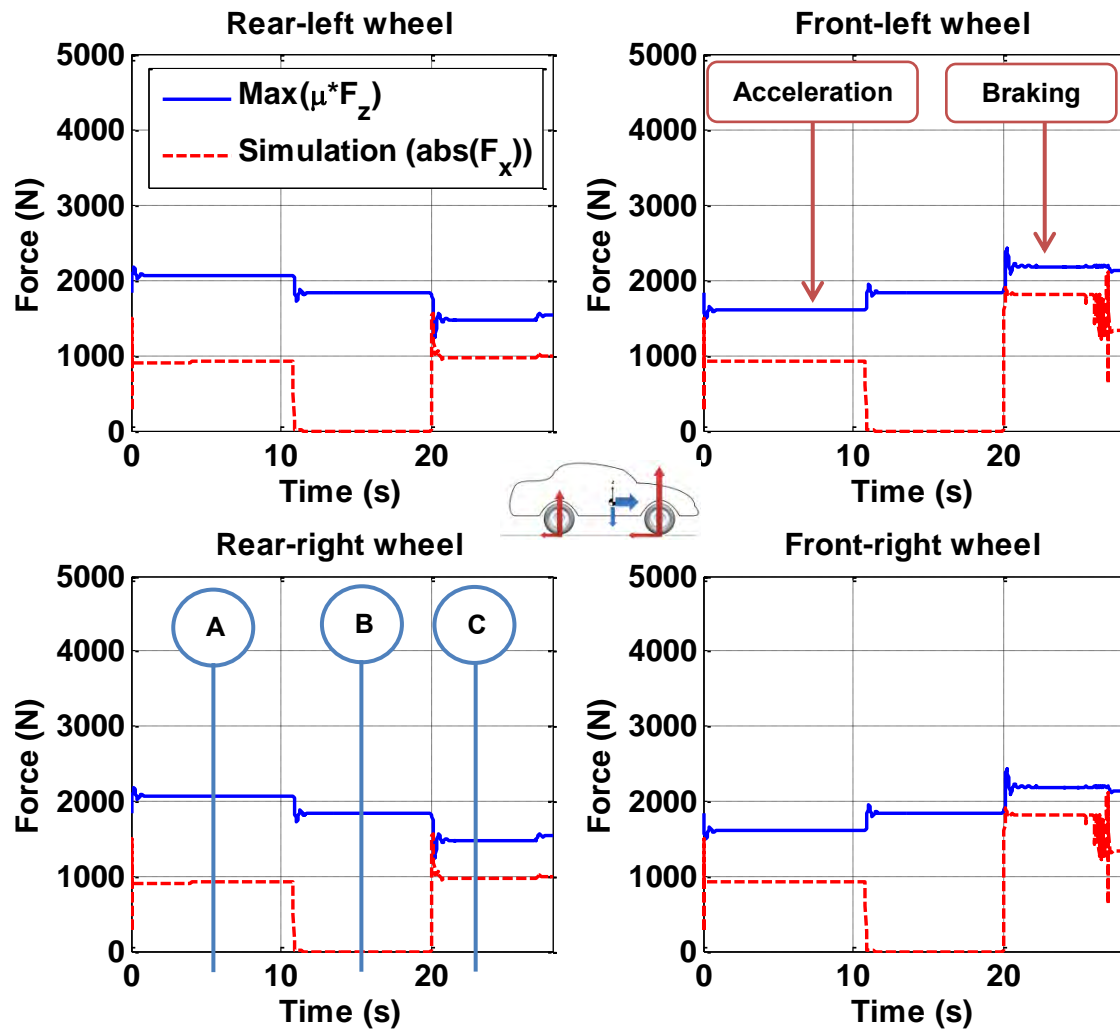 Rear-left wheel
Front-left wheel
5000
4000
3000
2000
1000
0
Force (N)
Max(μ*F_z)
Simulation (abs(F_x))
0
10
20
Time (s)
5000
4000
3000
2000
1000
0
Force (N)
Acceleration
Braking
0
10
20
Time (s)
Rear-right wheel
Front-right wheel
5000
4000
3000
2000
1000
0
Force (N)
A
B
C
0
10
20
Time (s)
5000
4000
3000
2000
1000
0
Force (N)
0
10
20
Time (s)